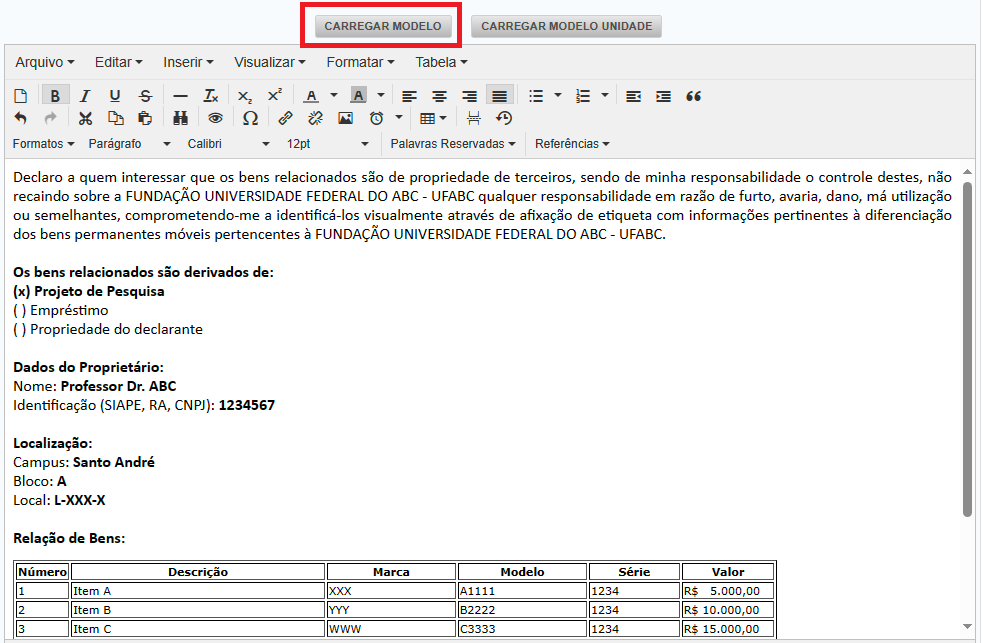 CARREGAR MODELO CARREGAR MODELO UNIDADE
Arquivo Editar Inserir Visualizar Formatar Tabela
Formatos Parágrafo Calibri 12pt Palavras Reservadas Referências
Declaro a quem interessar que os bens relacionados são de propriedade de terceiros, sendo de minha responsabilidade o controle destes, não
recaindo sobre a FUNDAÇÃO UNIVERSIDADE FEDERAL DO ABC - UFABC qualquer responsabilidade em razão de furto, avaria, dano, má utilização
ou semelhantes, comprometendo-me a identificá-los visualmente através de afixação de etiqueta com informações pertinentes à diferenciação
dos bens permanentes móveis pertencentes à FUNDAÇÃO UNIVERSIDADE FEDERAL DO ABC - UFABC.
Os bens relacionados são derivados de:
(x) Projeto de Pesquisa
( ) Empréstimo
( ) Propriedade do declarante
Dados do Proprietário:
Nome: Professor Dr. ABC
Identificação (SIAPE, RA, CNPJ): 1234567
Localização:
Campus: Santo André
Bloco: A
Local: L-XXX-X
Relação de Bens:
Número Descrição Marca Modelo Série Valor
1 Item A XXX A1111 1234 R$ 5.000,00
2 Item B YYY B2222 1234 R$ 10.000,00
3 Item C WWW C3333 1234 R$ 15.000,00